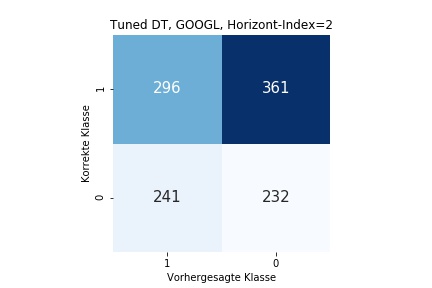 Tuned DT, GOOGL, Horizont-Index=2
Korrekte Klasse
1
296
361
0
241
232
1
0
Vorhergesagte Klasse